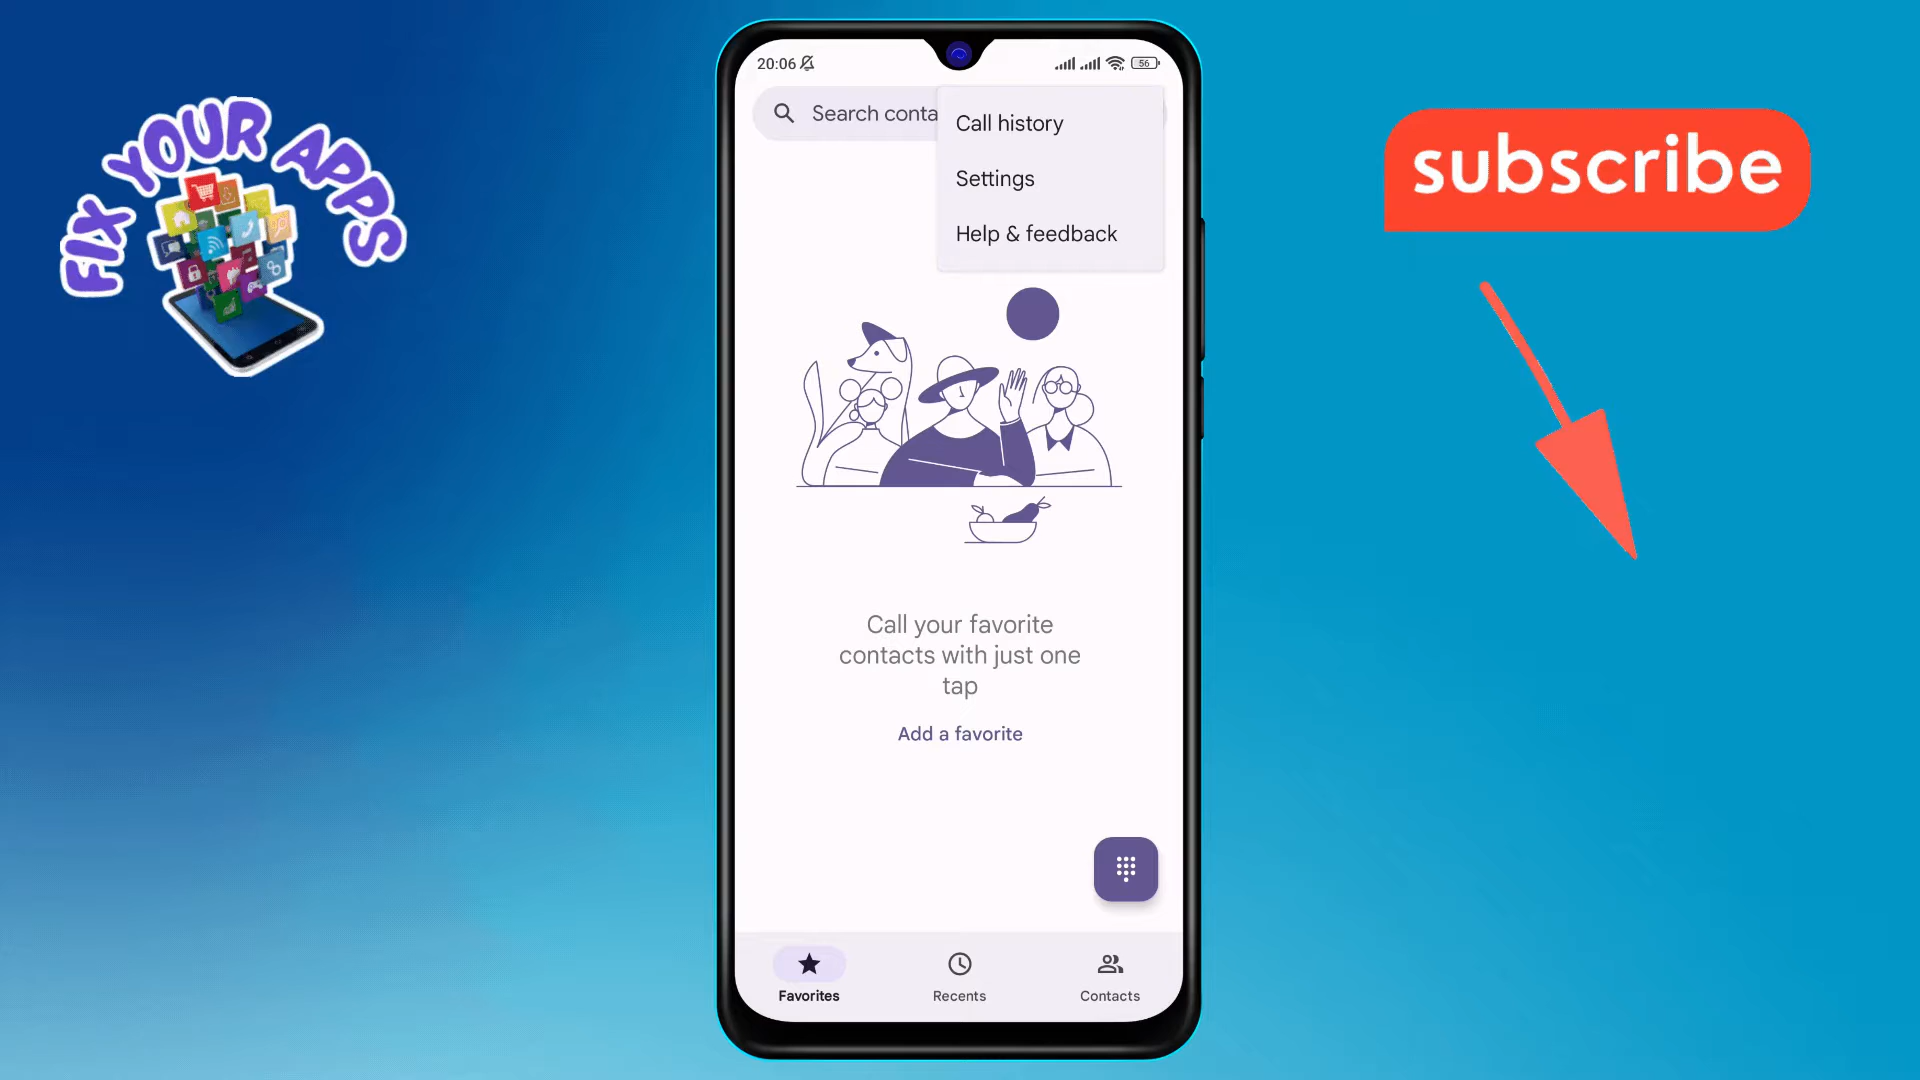 FIX YOUR APPS
20:06
56
Search conta
Call history
Settings
Help & feedback
subscribe
Call your favorite
contacts with just one
tap
Add a favorite
Favorites
Recents
Contacts